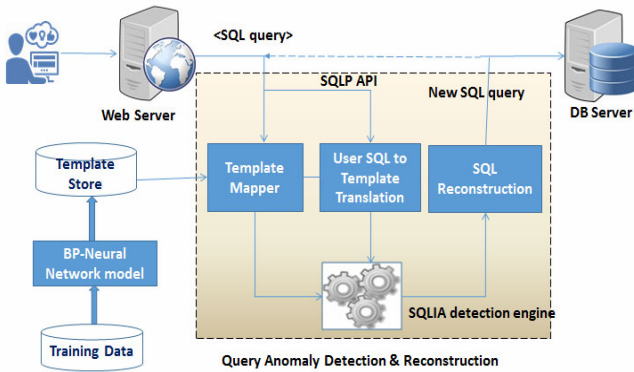 <SQL query>
SQLP API
Web Server
New SQL query
DB Server
Template
Store
Template
Mapper
User SQL to
Template
Translation
SQL
Reconstruction
BP-Neural
Network model
SQLIA detection engine
Training Data
Query Anomaly Detection & Reconstruction